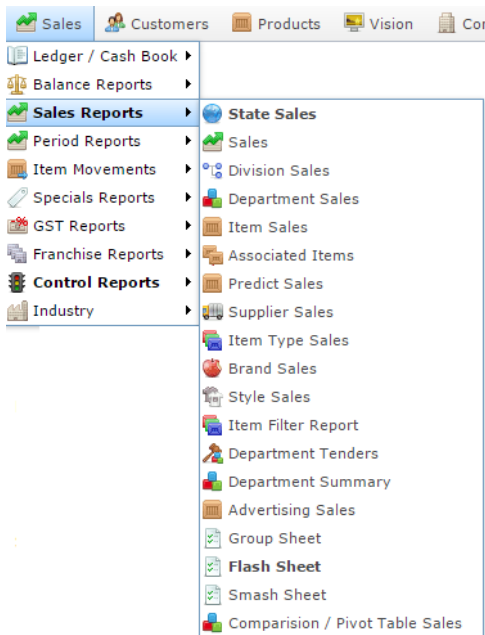 Sales Customers Products Vision
Ledger / Cash Book
Balance Reports
Sales Reports
Period Reports
Item Movements
Specials Reports
GST Reports
Franchise Reports
Control Reports
Industry
State Sales
Sales
Division Sales
Department Sales
Item Sales
Associated Items
Predict Sales
Supplier Sales
Item Type Sales
Brand Sales
Style Sales
Item Filter Report
Department Tenders
Department Summary
Advertising Sales
Group Sheet
Flash Sheet
Smash Sheet
Comparision / Pivot Table Sales